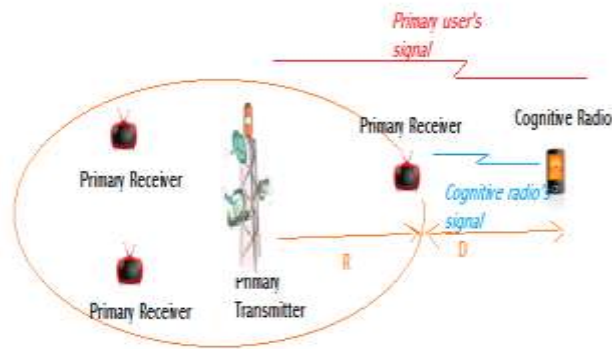 Primary user's
signal
Cognitive Radio
Primary Receiver
Primary Receiver
Cognitive radio's
signal
R
D
Primary
Transmitter
Primary Receiver